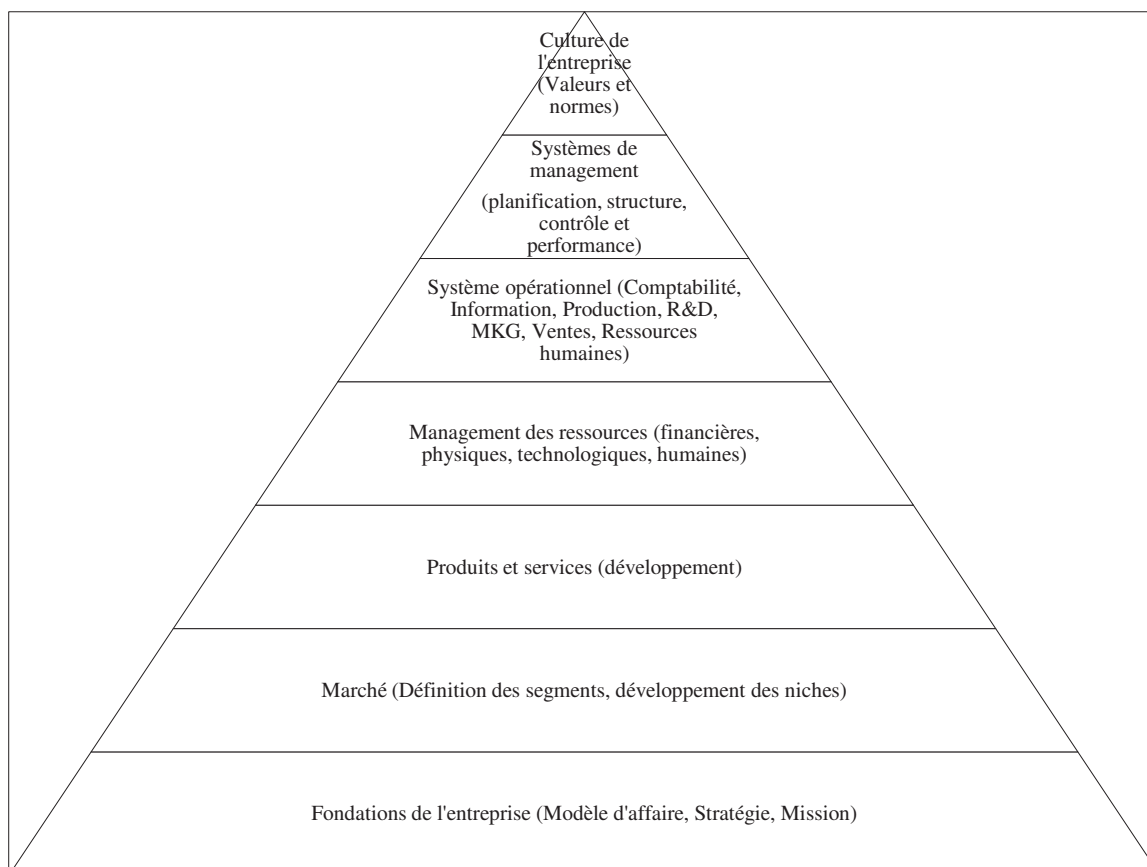 Culture de
l'entreprise
(Valeurs et
normes)
Systèmes de
management
(planification, structure,
contrôle et
performance)
Système opérationnel (Comptabilité,
Information, Production, R&D,
MKG, Ventes, Ressources
humaines)
Management des ressources (financières,
physiques, technologiques, humaines)
Produits et services (développement)
Marché (Définition des segments, développement des niches)
Fondations de l'entreprise (Modèle d'affaire, Stratégie, Mission)